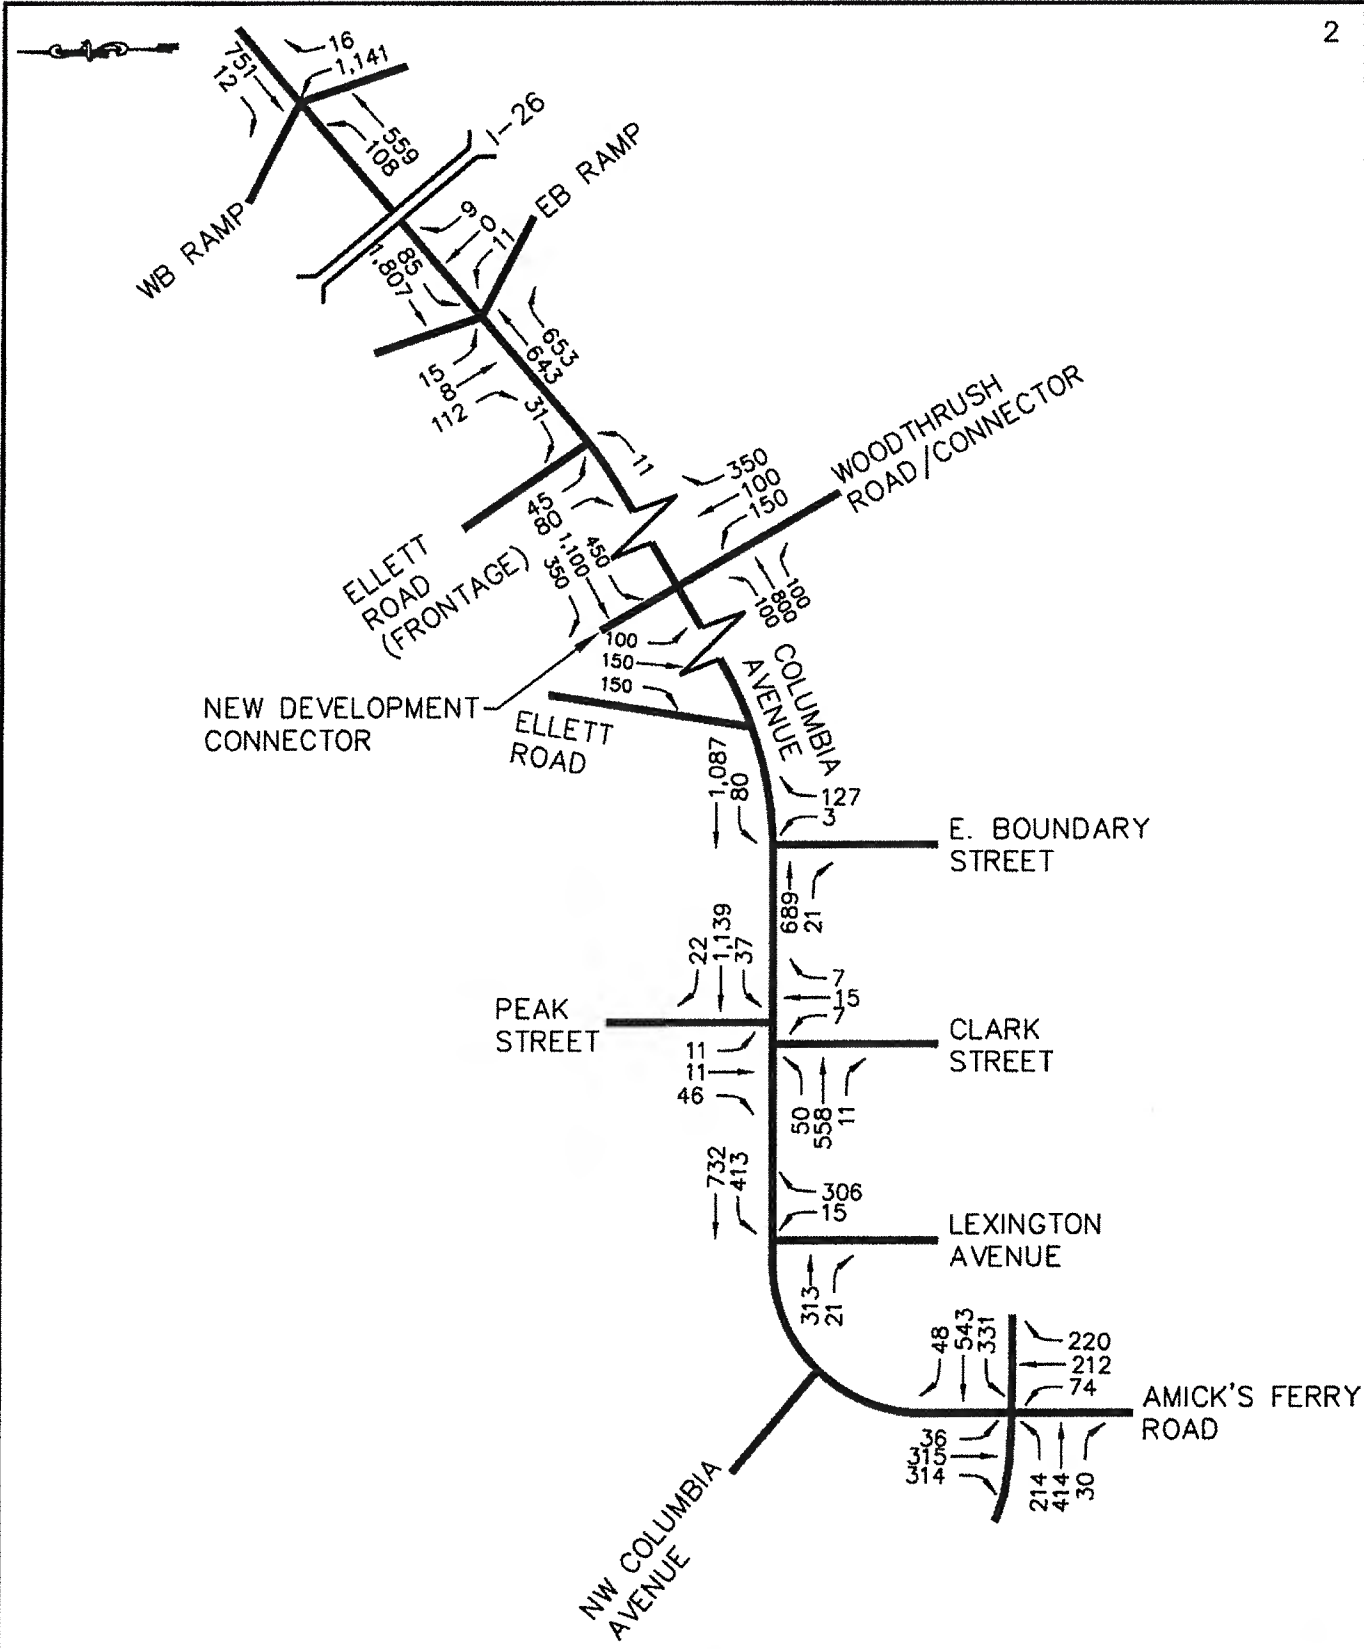 2
16
1,141
751
12
559
108
I-26
WB RAMP
EB RAMP
9
0
11
85
1,807
653
643
15
8
112
31
11
45
80
ELLETT
ROAD
(FRONTAGE)
350
100
150
WOODTHRUSH
ROAD/CONNECTOR
450
1,100
350
100
800
100
100
150
150
NEW DEVELOPMENT
CONNECTOR
ELLETT
ROAD
COLUMBIA
AVENUE
1,087
80
127
3
E. BOUNDARY
STREET
689
21
22
1,139
37
7
15
7
PEAK
STREET
CLARK
STREET
11
11
46
50
558
11
732
413
306
15
LEXINGTON
AVENUE
313
21
48
543
331
220
212
74
AMICK'S FERRY
ROAD
36
315
314
214
414
30
NW COLUMBIA
AVENUE